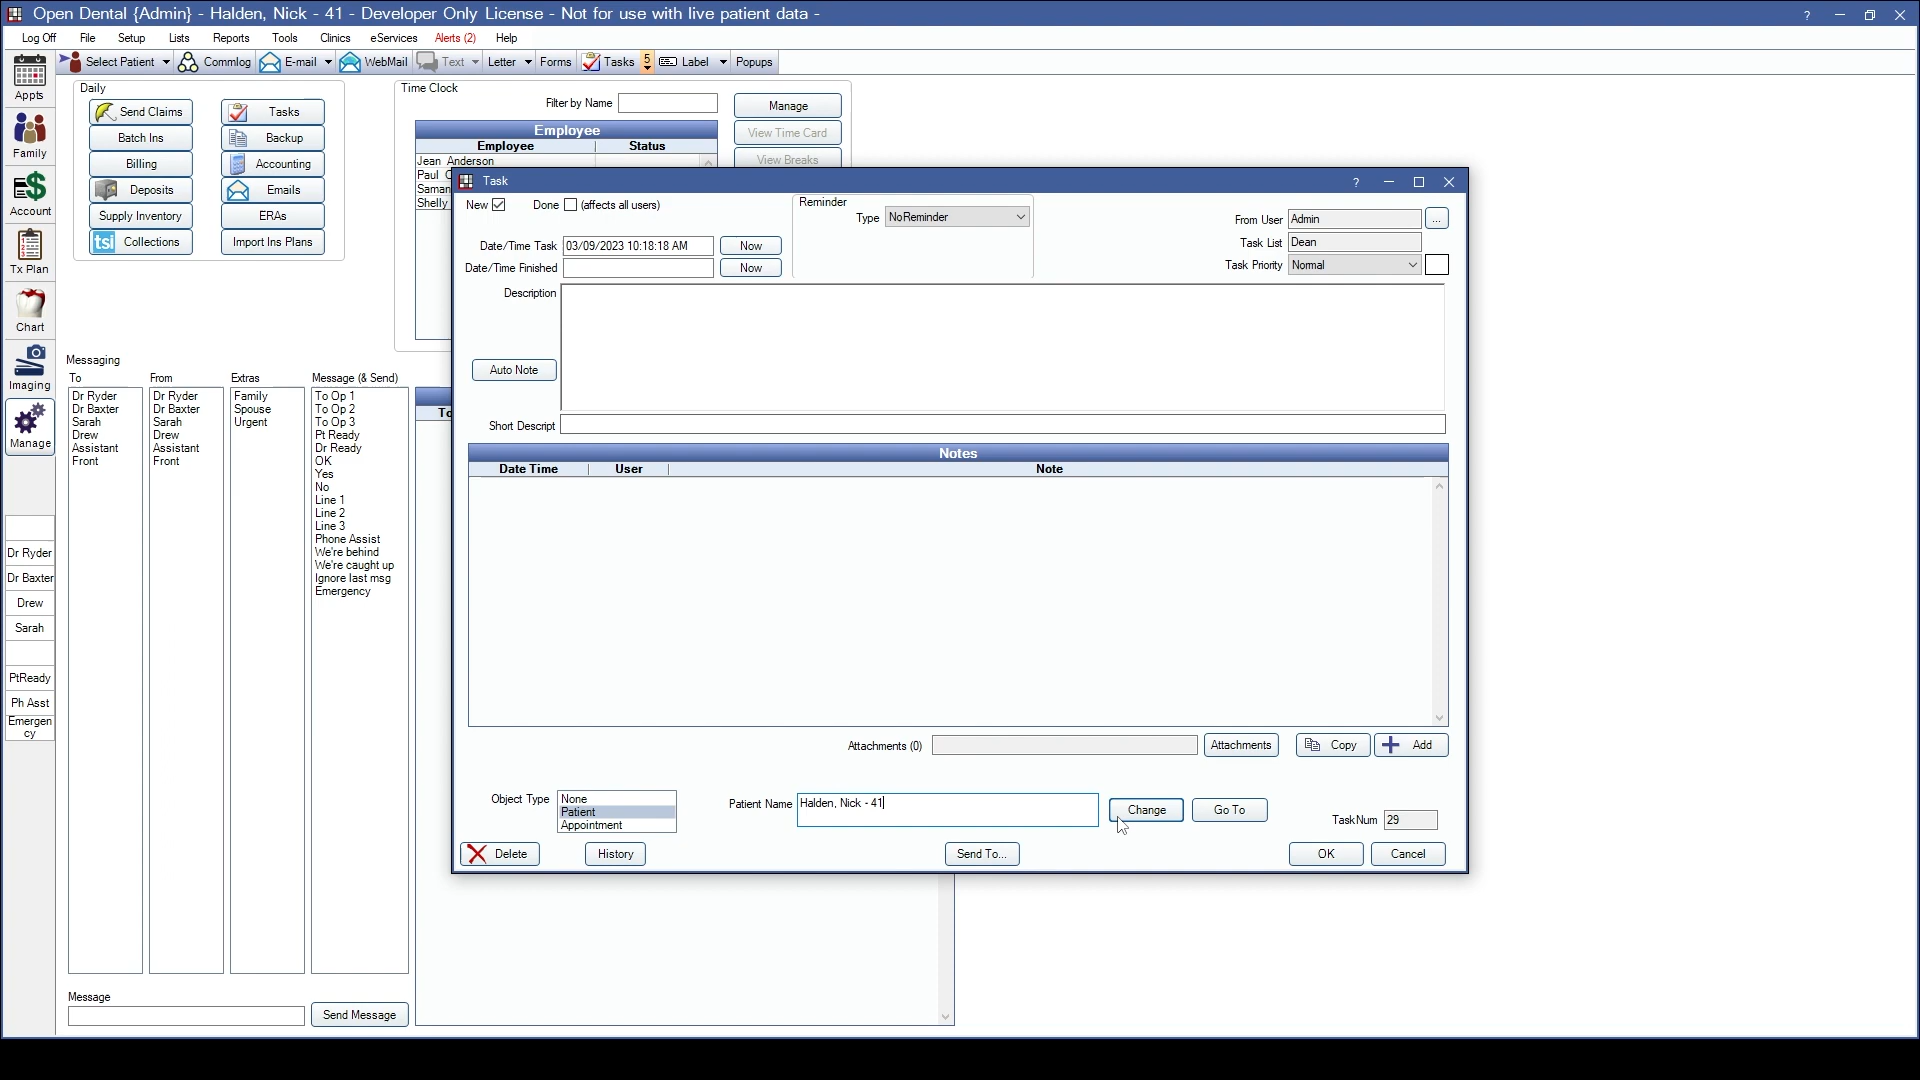 Open Dental {Admin} - Halden, Nick - 41 - Developer Only License - Not for use with live patient data -
Log Off File Setup Lists Reports Tools Clinics eServices Alerts (2) Help
Select Patient Commlog E-mail WebMail Text Letter Forms Tasks 5 Label Popups
Appts
Family
Account
Tx Plan
Chart
Imaging
Manage
Dr Ryder
Dr Baxter
Drew
Sarah
PtReady
Ph Asst
Emergen
cy
Daily
Send Claims Tasks
Batch Ins Backup
Billing Accounting
Deposits Emails
Supply Inventory ERAs
tsi Collections Import Ins Plans
Time Clock
Filter by Name
Manage
View Time Card
View Breaks
Employee
Employee Status
Jean Anderson
Paul C
Saman
Shelly
Messaging
To From Extras Message (& Send)
Dr Ryder Dr Ryder Family To Op 1
Dr Baxter Dr Baxter Spouse To Op 2
Sarah Sarah Urgent To Op 3
Drew Drew Pt Ready
Assistant Assistant Dr Ready
Front Front OK
Yes
No
Line 1
Line 2
Line 3
Phone Assist
We're behind
We're caught up
Ignore last msg
Emergency
To
Message
Send Message
Task
? 
New Done (affects all users)
Reminder
Type No Reminder
From User Admin ...
Task List Dean
Task Priority Normal
Date/Time Task 03/09/2023 10:18:18 AM Now
Date/Time Finished Now
Description
Auto Note
Short Descript
Notes
Date Time User Note
Attachments (0) Attachments Copy Add
Object Type
None
Patient
Appointment
Patient Name Halden, Nick - 41 Change Go To
TaskNum 29
Delete History Send To... OK Cancel